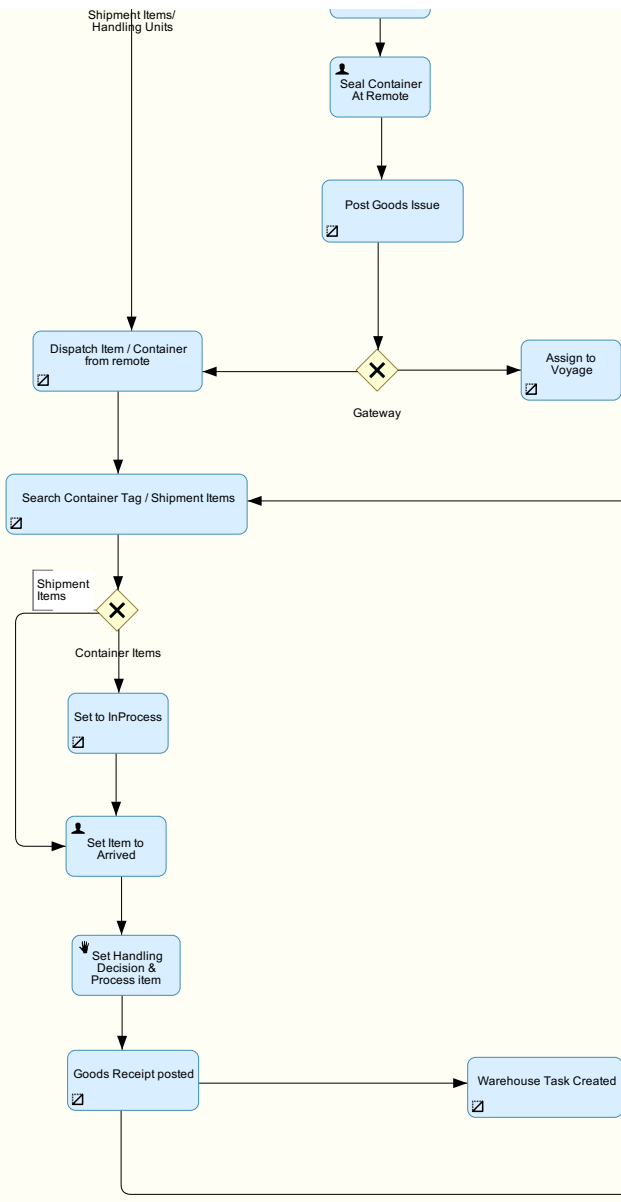 Shipment Items/
Handling Units
Seal Container
At Remote
Post Goods Issue
Dispatch Item / Container
from remote
Assign to
Voyage
Gateway
Search Container Tag / Shipment Items
Shipment
Items
Container Items
Set to InProcess
Set Item to
Arrived
Set Handling
Decision &
Process item
Goods Receipt posted
Warehouse Task Created